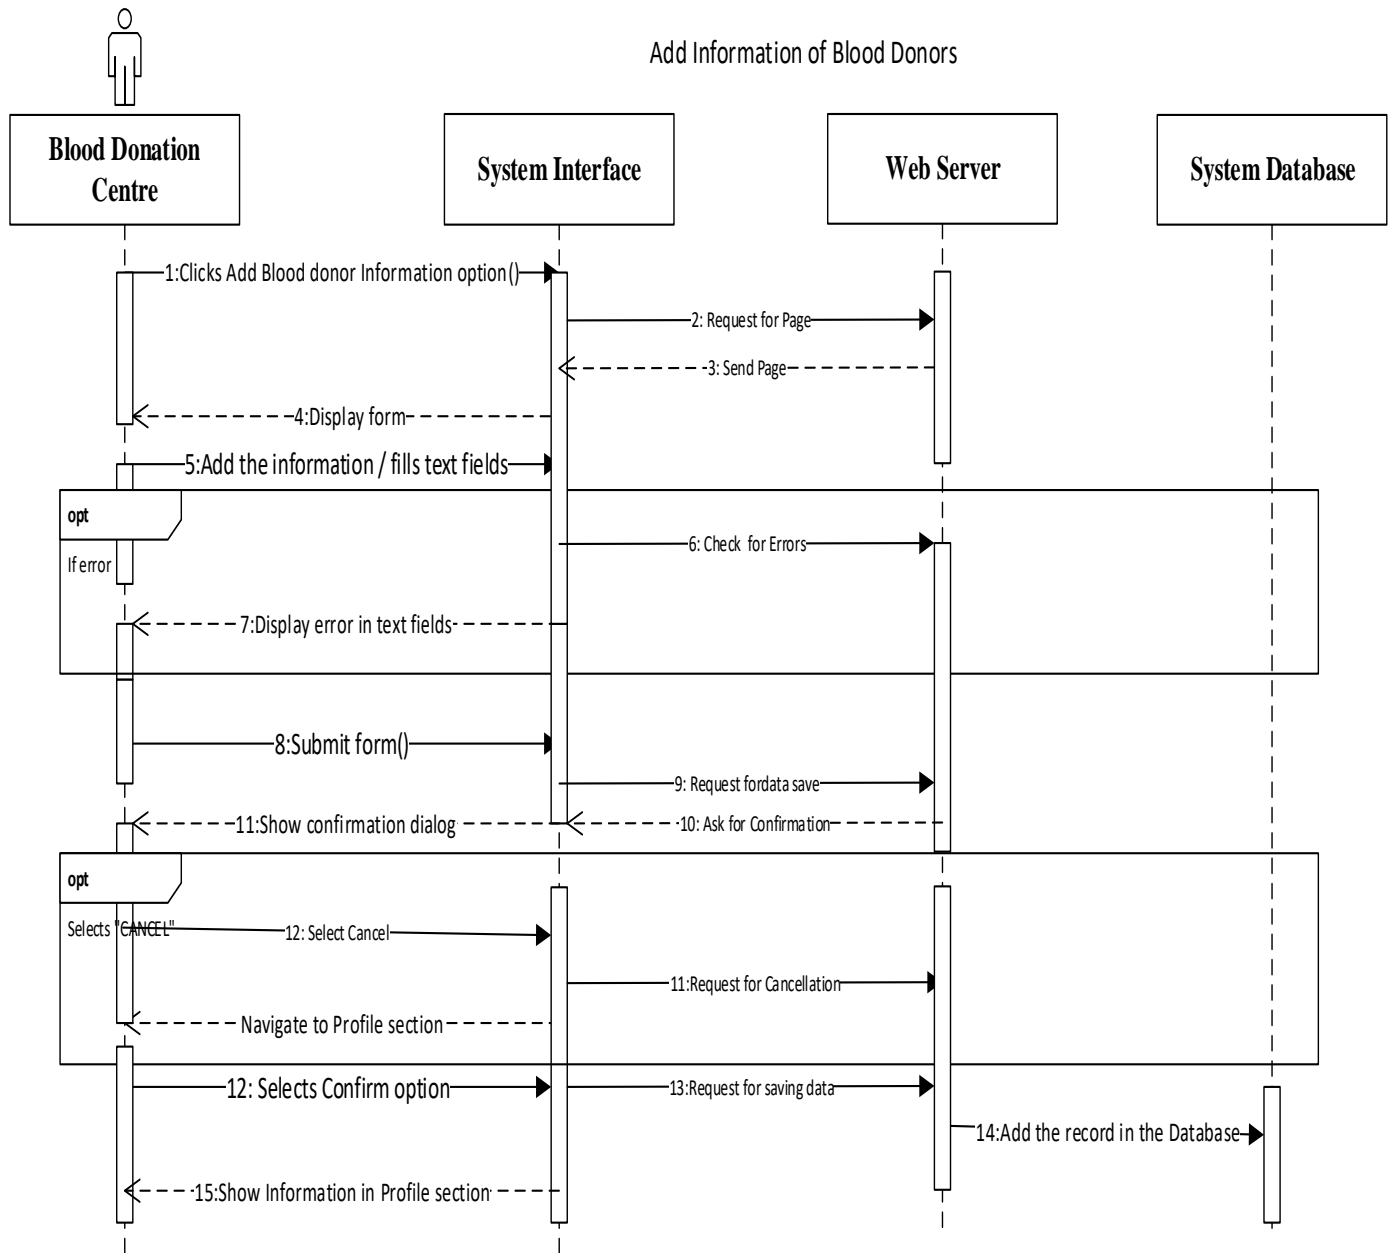 Add Information of Blood Donors
Blood Donation
Centre
System Interface
Web Server
System Database
1:Clicks Add Blood donor Information option()
2: Request for Page
3: Send Page
4:Display form
5:Add the information / fills text fields
opt
If error
6: Check for Errors
7:Display error in text fields
8:Submit form()
9: Request fordata save
11:Show confirmation dialog
10: Ask for Confirmation
opt
Selects "CANCEL"
12: Select Cancel
11:Request for Cancellation
Navigate to Profile section
12: Selects Confirm option
13:Request for saving data
14:Add the record in the Database
15:Show Information in Profile section